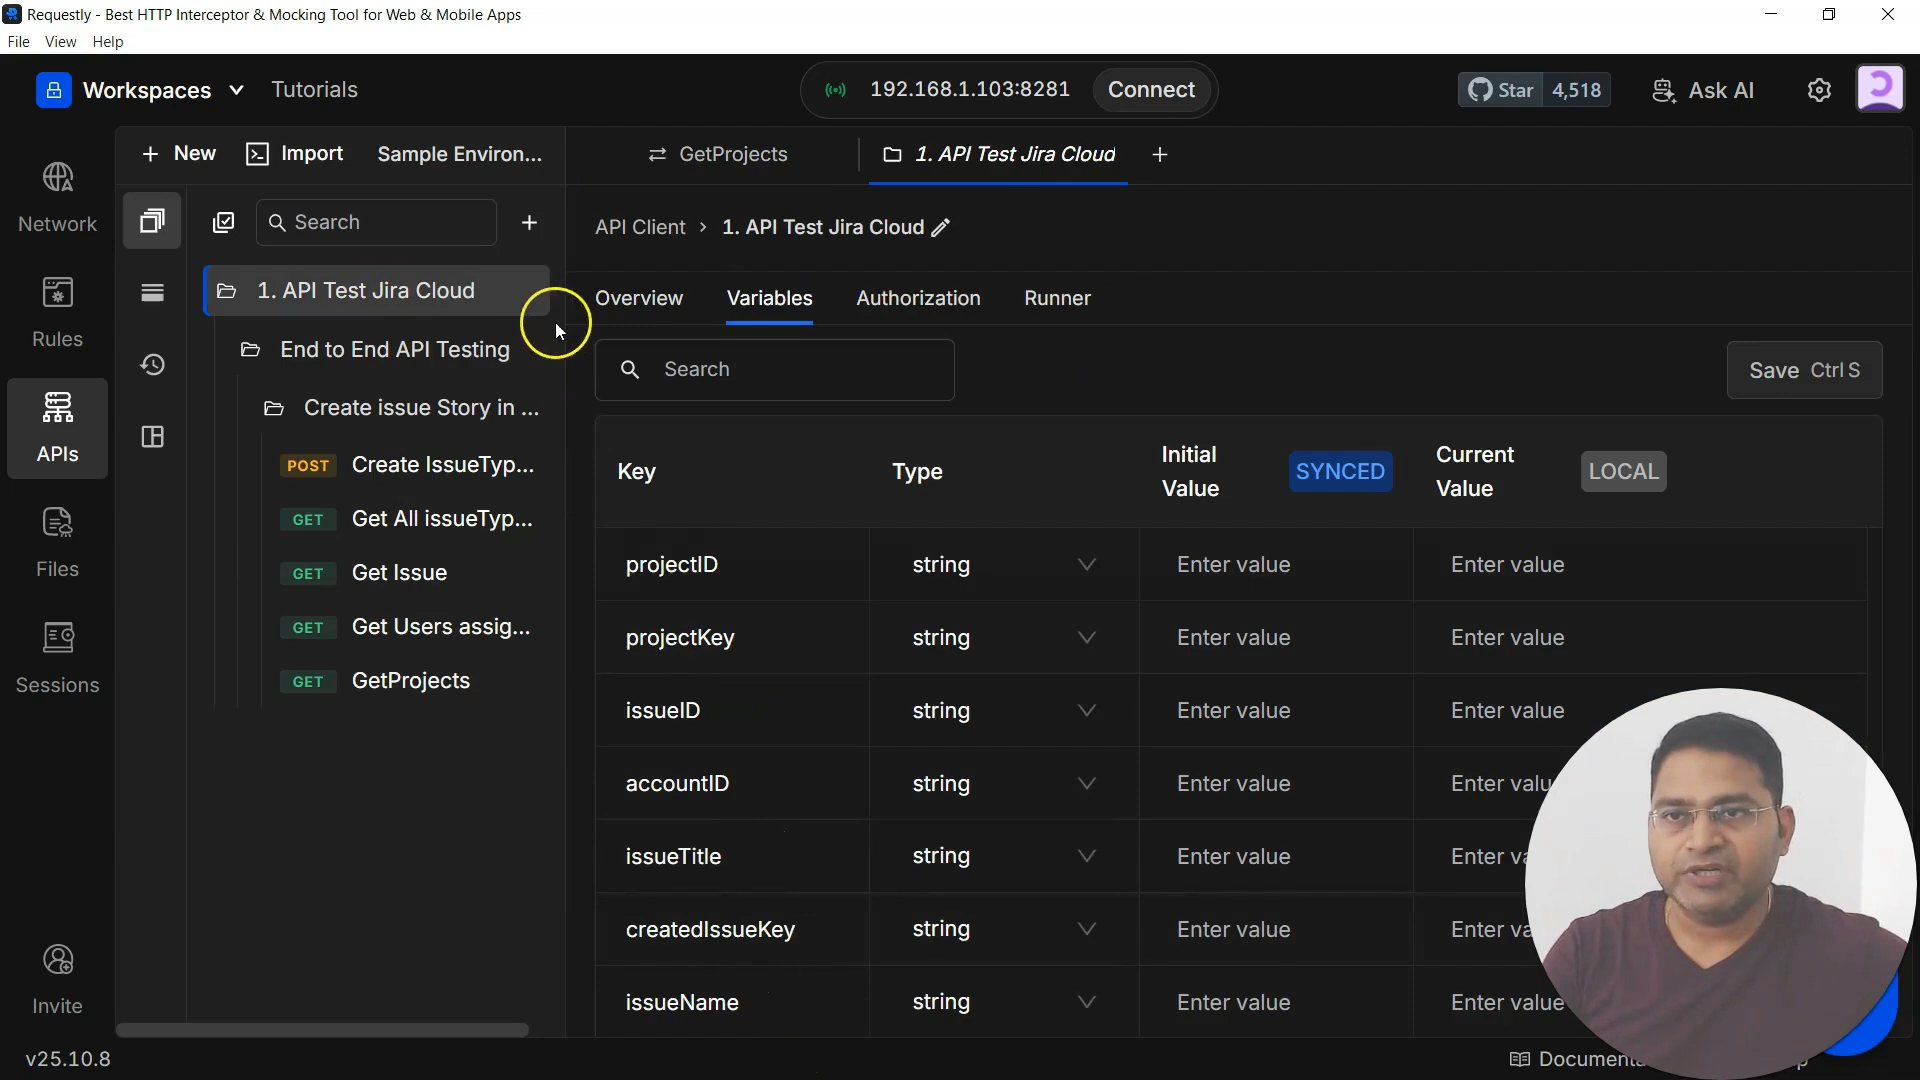 Requestly - Best HTTP Interceptor & Mocking Tool for Web & Mobile Apps
File View Help
Workspaces Tutorials 192.168.1.103:8281 Connect Star 4,518 Ask AI
New Import Sample Environ... GetProjects 1. API Test Jira Cloud
Network
Rules
APIs
Files
Sessions
Invite
v25.10.8
Search
1. API Test Jira Cloud
End to End API Testing
Create issue Story in ...
POST Create IssueTyp...
GET Get All issueTyp...
GET Get Issue
GET Get Users assig...
GET GetProjects
API Client > 1. API Test Jira Cloud
Overview Variables Authorization Runner
Search Save Ctrl S
Key Type Initial Value SYNCED Current Value LOCAL
projectID string Enter value Enter value
projectKey string Enter value Enter value
issueID string Enter value Enter value
accountID string Enter value Enter valu
issueTitle string Enter value Enter va
createdIssueKey string Enter value Enter va
issueName string Enter value Enter value
Documenta